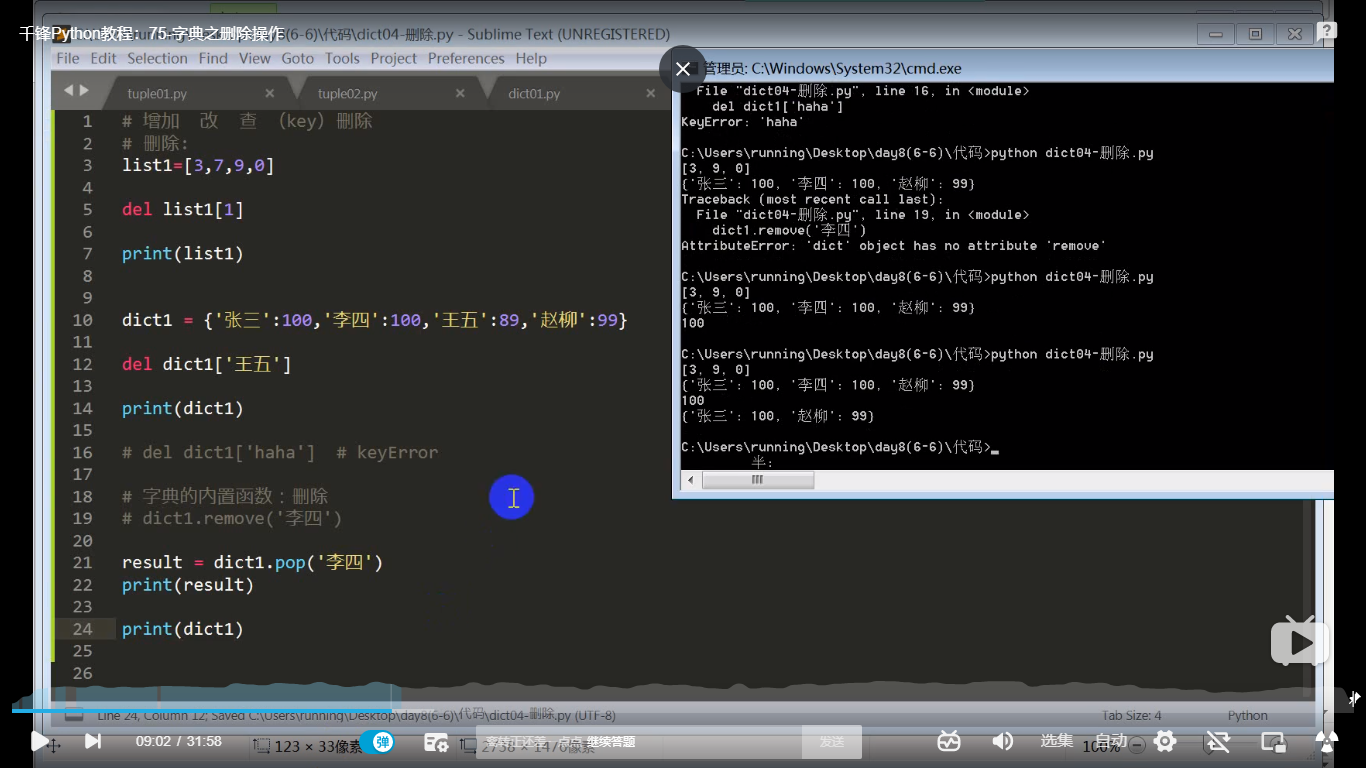 千锋Python教程：75-字典之删除操作
(6-6)\代码\dict04-删除.py - Sublime Text (UNREGISTERED)
File Edit Selection Find View Goto Tools Project Preferences Help
tuple01.py tuple02.py dict01.py
1 # 增加 改 查 （key）删除
2 # 删除:
3 list1=[3,7,9,0]
4
5 del list1[1]
6
7 print(list1)
8
9
10 dict1 = {'张三':100,'李四':100,'王五':89,'赵柳':99}
11
12 del dict1['王五']
13
14 print(dict1)
15
16 # del dict1['haha'] # keyError
17
18 # 字典的内置函数：删除
19 # dict1.remove('李四')
20
21 result = dict1.pop('李四')
22 print(result)
23
24 print(dict1)
25
26
管理员: C:\Windows\System32\cmd.exe
File "dict04-删除.py", line 16, in <module>
del dict1['haha']
KeyError: 'haha'
C:\Users\running\Desktop\day8(6-6)\代码>python dict04-删除.py
[3, 9, 0]
{'张三': 100, '李四': 100, '赵柳': 99}
Traceback (most recent call last):
File "dict04-删除.py", line 19, in <module>
dict1.remove('李四')
AttributeError: 'dict' object has no attribute 'remove'
C:\Users\running\Desktop\day8(6-6)\代码>python dict04-删除.py
[3, 9, 0]
{'张三': 100, '李四': 100, '赵柳': 99}
100
C:\Users\running\Desktop\day8(6-6)\代码>python dict04-删除.py
[3, 9, 0]
{'张三': 100, '李四': 100, '赵柳': 99}
100
{'张三': 100, '赵柳': 99}
C:\Users\running\Desktop\day8(6-6)\代码>
半:
Line 24, Column 12; Saved C:\Users\running\Desktop\day8(6-6)\代码\dict04-删除.py (UTF-8) Tab Size: 4 Python
09:02 / 31:58 弹 继续答题 发送 选集 自动
123 × 33像素 100%